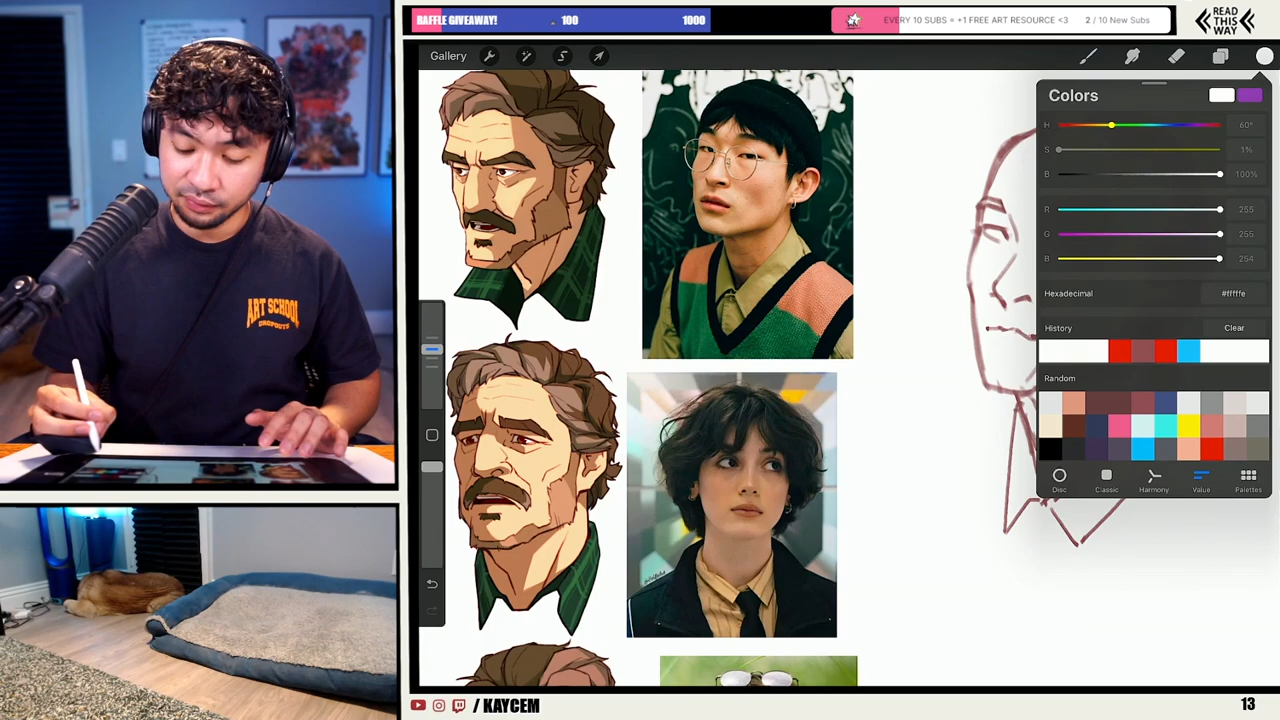 RAFFLE GIVEAWAY!
100
1000
EVERY 10 SUBS = +1 FREE ART RESOURCE <3
2 / 10 New Subs
READ
THIS
WAY
Gallery
Colors
H
60°
S
1%
B
100%
R
255
G
255
B
254
Hexadecimal
#fffffe
History
Clear
Random
Disc
Classic
Harmony
Value
Palettes
ART SCHOOL
DROPOUTS
/ KAYCEM
13